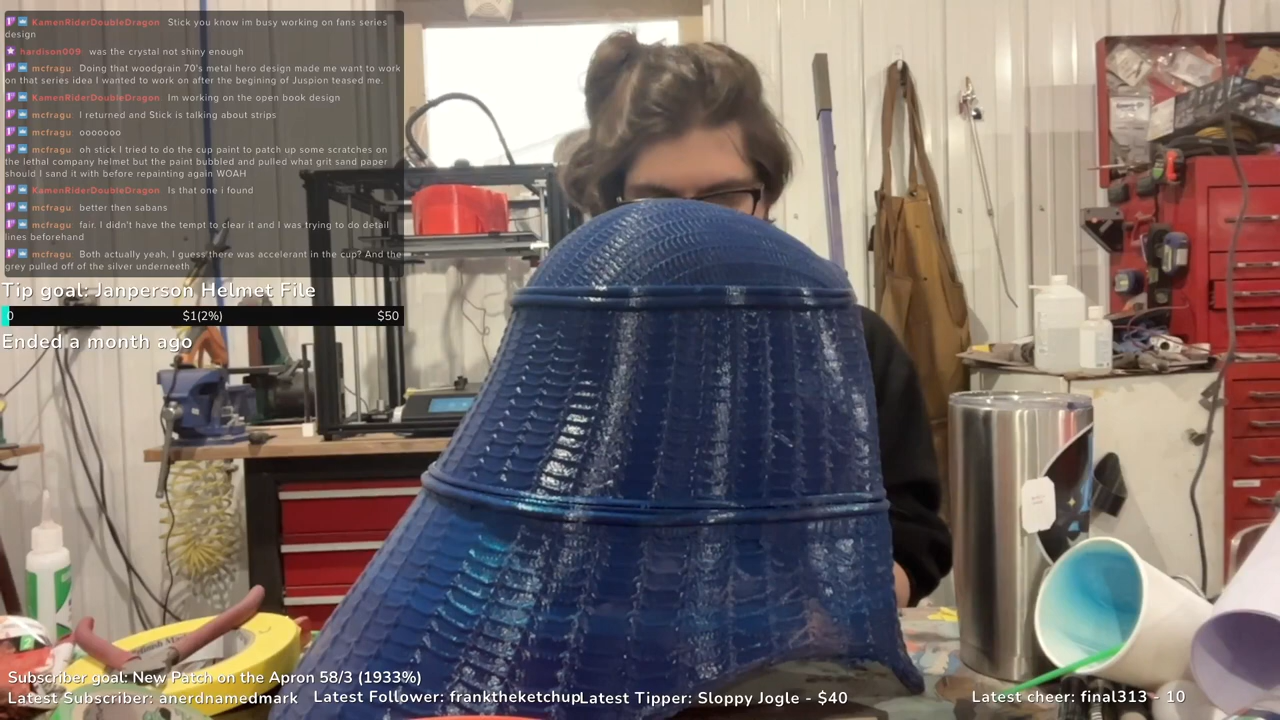 KamenRiderDoubleDragon Stick you know im busy working on fans series
design
hardison009 was the crystal not shiny enough
mcfragu Doing that woodgrain 70's metal hero design made me want to work
on that series idea I wanted to work on after the begining of Juspion teased me.
KamenRiderDoubleDragon Im working on the open book design
mcfragu I returned and Stick is talking about strips
mcfragu ooooooo
mcfragu oh stick I tried to do the cup paint to patch up some scratches on
the lethal company helmet but the paint bubbled and pulled what grit sand paper
should I sand it with before repainting again WOAH
KamenRiderDoubleDragon Is that one i found
mcfragu better then sabans
mcfragu fair. I didn't have the tempt to clear it and I was trying to do detail
lines beforehand
mcfragu Both actually yeah, I guess there was accelerant in the cup? And the
grey pulled off of the silver underneeth
Tip goal: Janperson Helmet File
0 $1(2%) $50
Ended a month ago
Subscriber goal: New Patch on the Apron 58/3 (1933%)
Latest Subscriber: anerdnamedmark Latest Follower: franktheketchup Latest Tipper: Sloppy Jogle - $40 Latest cheer: final313 - 10